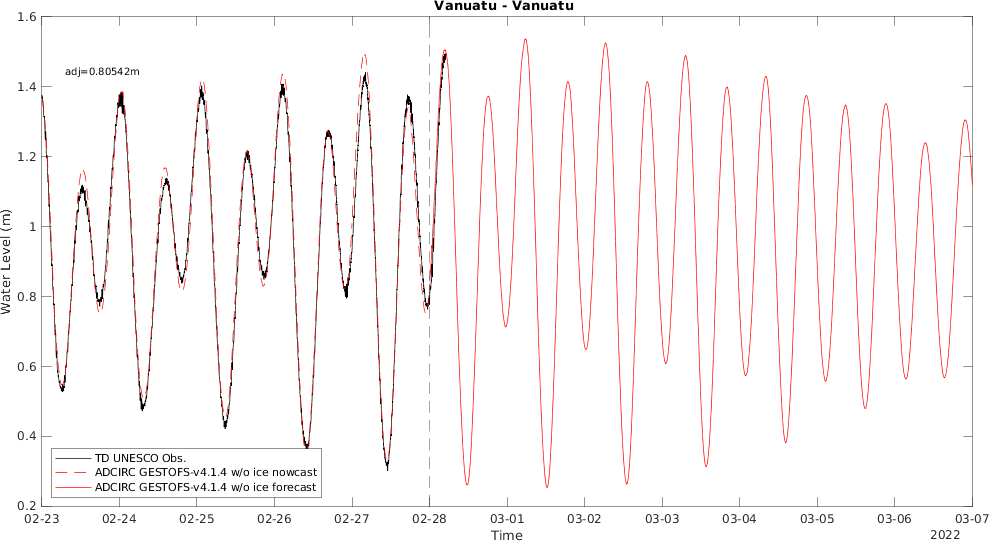 Vanuatu - Vanuatu
1.6
1.4
1.2
1
0.8
0.6
0.4
0.2
Water Level (m)
adj=0.80542m
TD UNESCO Obs.
ADCIRC GESTOFS-v4.1.4 w/o ice nowcast
ADCIRC GESTOFS-v4.1.4 w/o ice forecast
02-23 02-24 02-25 02-26 02-27 02-28 03-01 03-02 03-03 03-04 03-05 03-06 03-07
Time
2022